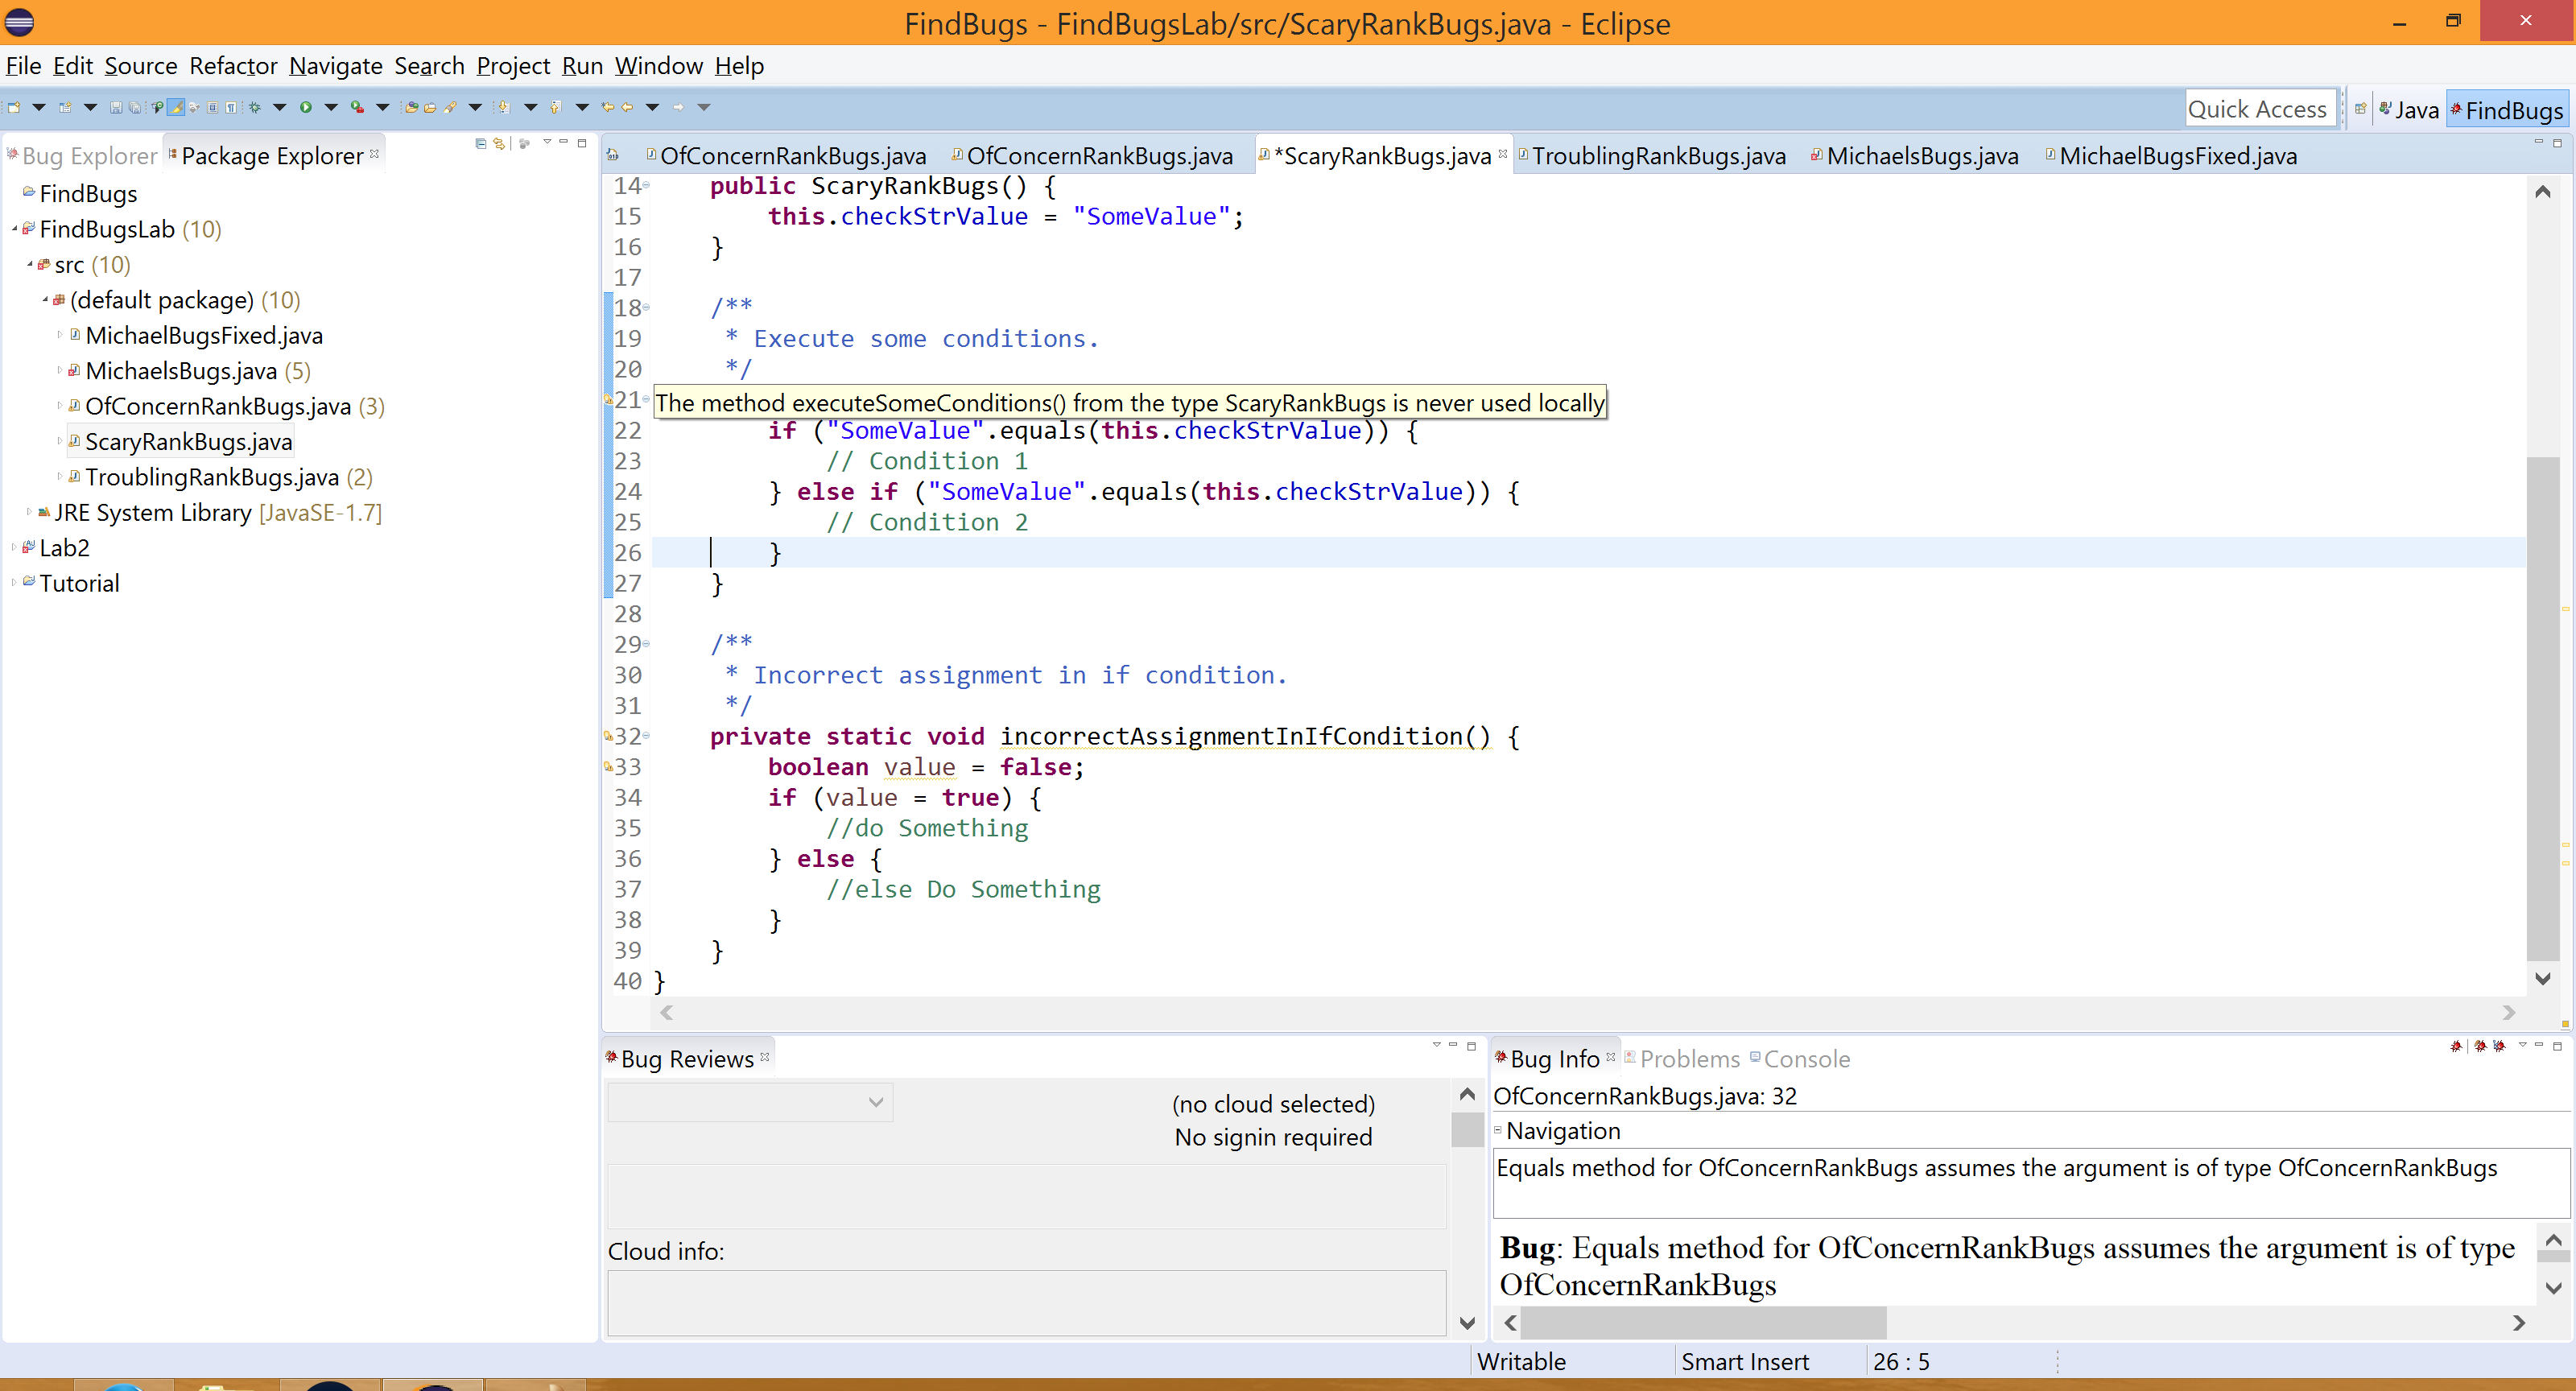 FindBugs - FindBugsLab/src/ScaryRankBugs.java - Eclipse
File Edit Source Refactor Navigate Search Project Run Window Help
Quick Access Java FindBugs
Bug Explorer Package Explorer
FindBugs
FindBugsLab (10)
src (10)
(default package) (10)
MichaelBugsFixed.java
MichaelsBugs.java (5)
OfConcernRankBugs.java (3)
ScaryRankBugs.java
TroublingRankBugs.java (2)
JRE System Library [JavaSE-1.7]
Lab2
Tutorial
OfConcernRankBugs.java OfConcernRankBugs.java *ScaryRankBugs.java TroublingRankBugs.java MichaelsBugs.java MichaelBugsFixed.java
14 public ScaryRankBugs() {
15 this.checkStrValue = "SomeValue";
16 }
17
18 /**
19 * Execute some conditions.
20 */
21 The method executeSomeConditions() from the type ScaryRankBugs is never used locally
22 if ("SomeValue".equals(this.checkStrValue)) {
23 // Condition 1
24 } else if ("SomeValue".equals(this.checkStrValue)) {
25 // Condition 2
26 }
27 }
28
29 /**
30 * Incorrect assignment in if condition.
31 */
32 private static void incorrectAssignmentInIfCondition() {
33 boolean value = false;
34 if (value = true) {
35 //do Something
36 } else {
37 //else Do Something
38 }
39 }
40 }
Bug Reviews
(no cloud selected)
No signin required
Cloud info:
Bug Info Problems Console
OfConcernRankBugs.java: 32
Navigation
Equals method for OfConcernRankBugs assumes the argument is of type OfConcernRankBugs
Bug: Equals method for OfConcernRankBugs assumes the argument is of type
OfConcernRankBugs
Writable Smart Insert 26 : 5